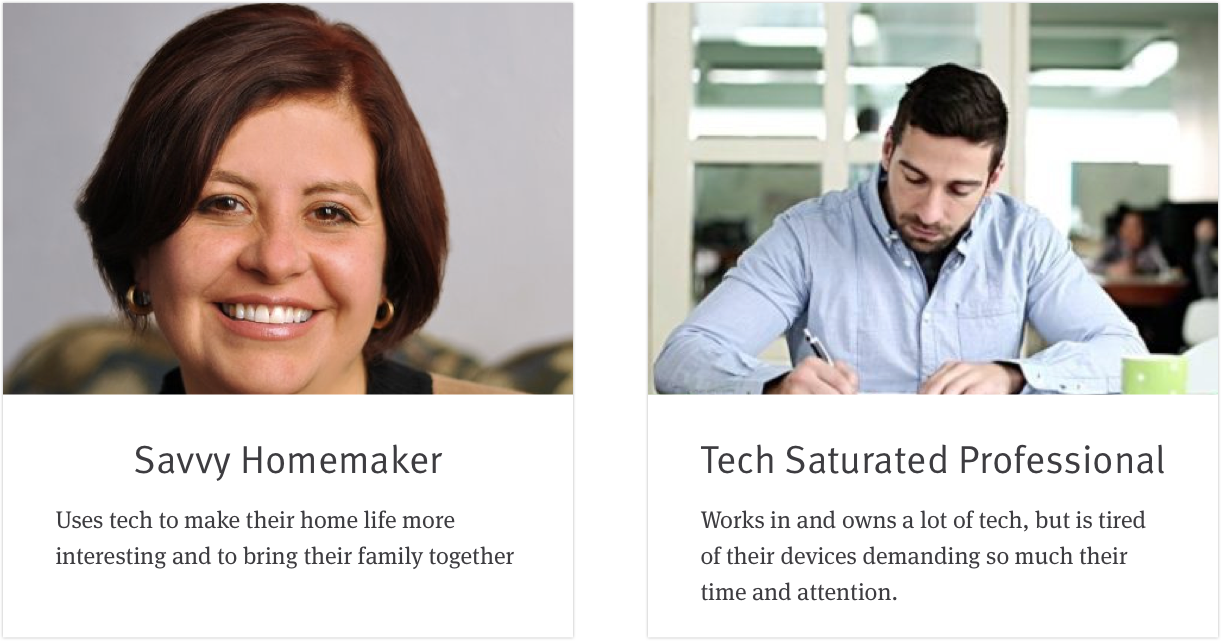 Savvy Homemaker
Uses tech to make their home life more
interesting and to bring their family together
Tech Saturated Professional
Works in and owns a lot of tech, but is tired
of their devices demanding so much their
time and attention.